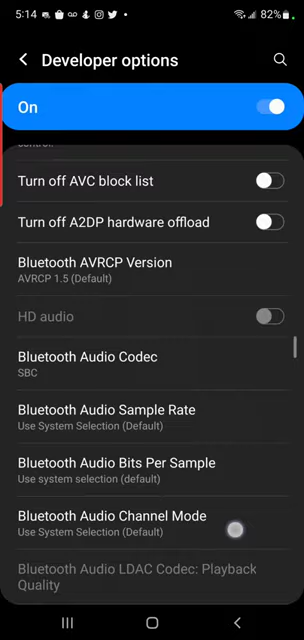 5:14
82%
Developer options
On
control.
Turn off AVC block list
Turn off A2DP hardware offload
Bluetooth AVRCP Version
AVRCP 1.5 (Default)
HD audio
Bluetooth Audio Codec
SBC
Bluetooth Audio Sample Rate
Use System Selection (Default)
Bluetooth Audio Bits Per Sample
Use system selection (default)
Bluetooth Audio Channel Mode
Use System Selection (Default)
Bluetooth Audio LDAC Codec: Playback
Quality